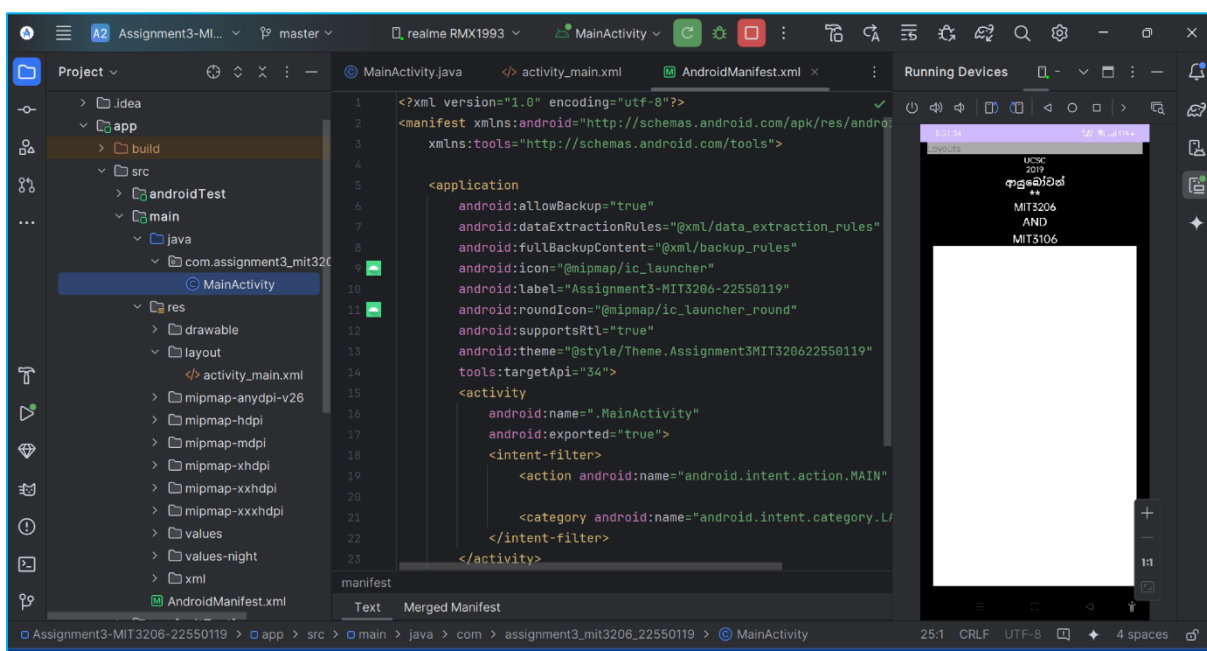 A2 Assignment3-MI... master realme RMX1993 MainActivity
Project
MainActivity.java activity_main.xml AndroidManifest.xml
Running Devices
.idea
app
build
src
androidTest
main
java
com.assignment3_mit320
MainActivity
res
drawable
layout
activity_main.xml
mipmap-anydpi-v26
mipmap-hdpi
mipmap-mdpi
mipmap-xhdpi
mipmap-xxhdpi
mipmap-xxxhdpi
values
values-night
xml
AndroidManifest.xml
1 <?xml version="1.0" encoding="utf-8"?>
2 <manifest xmlns:android="http://schemas.android.com/apk/res/andro
3 xmlns:tools="http://schemas.android.com/tools">
4
5 <application
6 android:allowBackup="true"
7 android:dataExtractionRules="@xml/data_extraction_rules"
8 android:fullBackupContent="@xml/backup_rules"
9 android:icon="@mipmap/ic_launcher"
10 android:label="Assignment3-MIT3206-22550119"
11 android:roundIcon="@mipmap/ic_launcher_round"
12 android:supportsRtl="true"
13 android:theme="@style/Theme.Assignment3MIT320622550119"
14 tools:targetApi="34">
15 <activity
16 android:name=".MainActivity"
17 android:exported="true">
18 <intent-filter>
19 <action android:name="android.intent.action.MAIN"
20
21 <category android:name="android.intent.category.LA
22 </intent-filter>
23 </activity>
manifest
Text Merged Manifest
Layouts
UCSC
2019
ආයුබෝවන්
**
MIT3206
AND
MIT3106
1:1
Assignment3-MIT3206-22550119 > app > src > main > java > com > assignment3_mit3206_22550119 > MainActivity
25:1 CRLF UTF-8 4 spaces